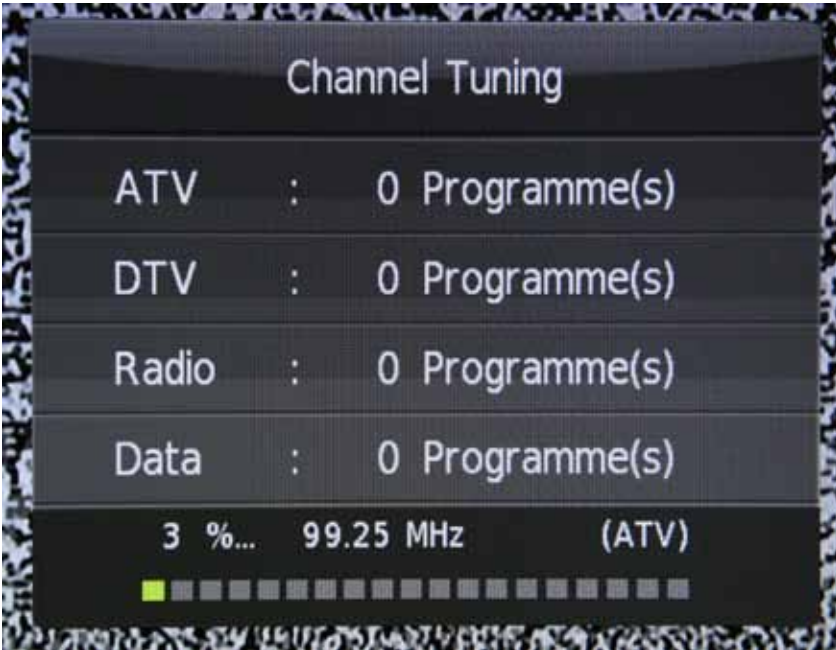 Channel Tuning
ATV : 0 Programme(s)
DTV : 0 Programme(s)
Radio : 0 Programme(s)
Data : 0 Programme(s)
3 %... 99.25 MHz (ATV)